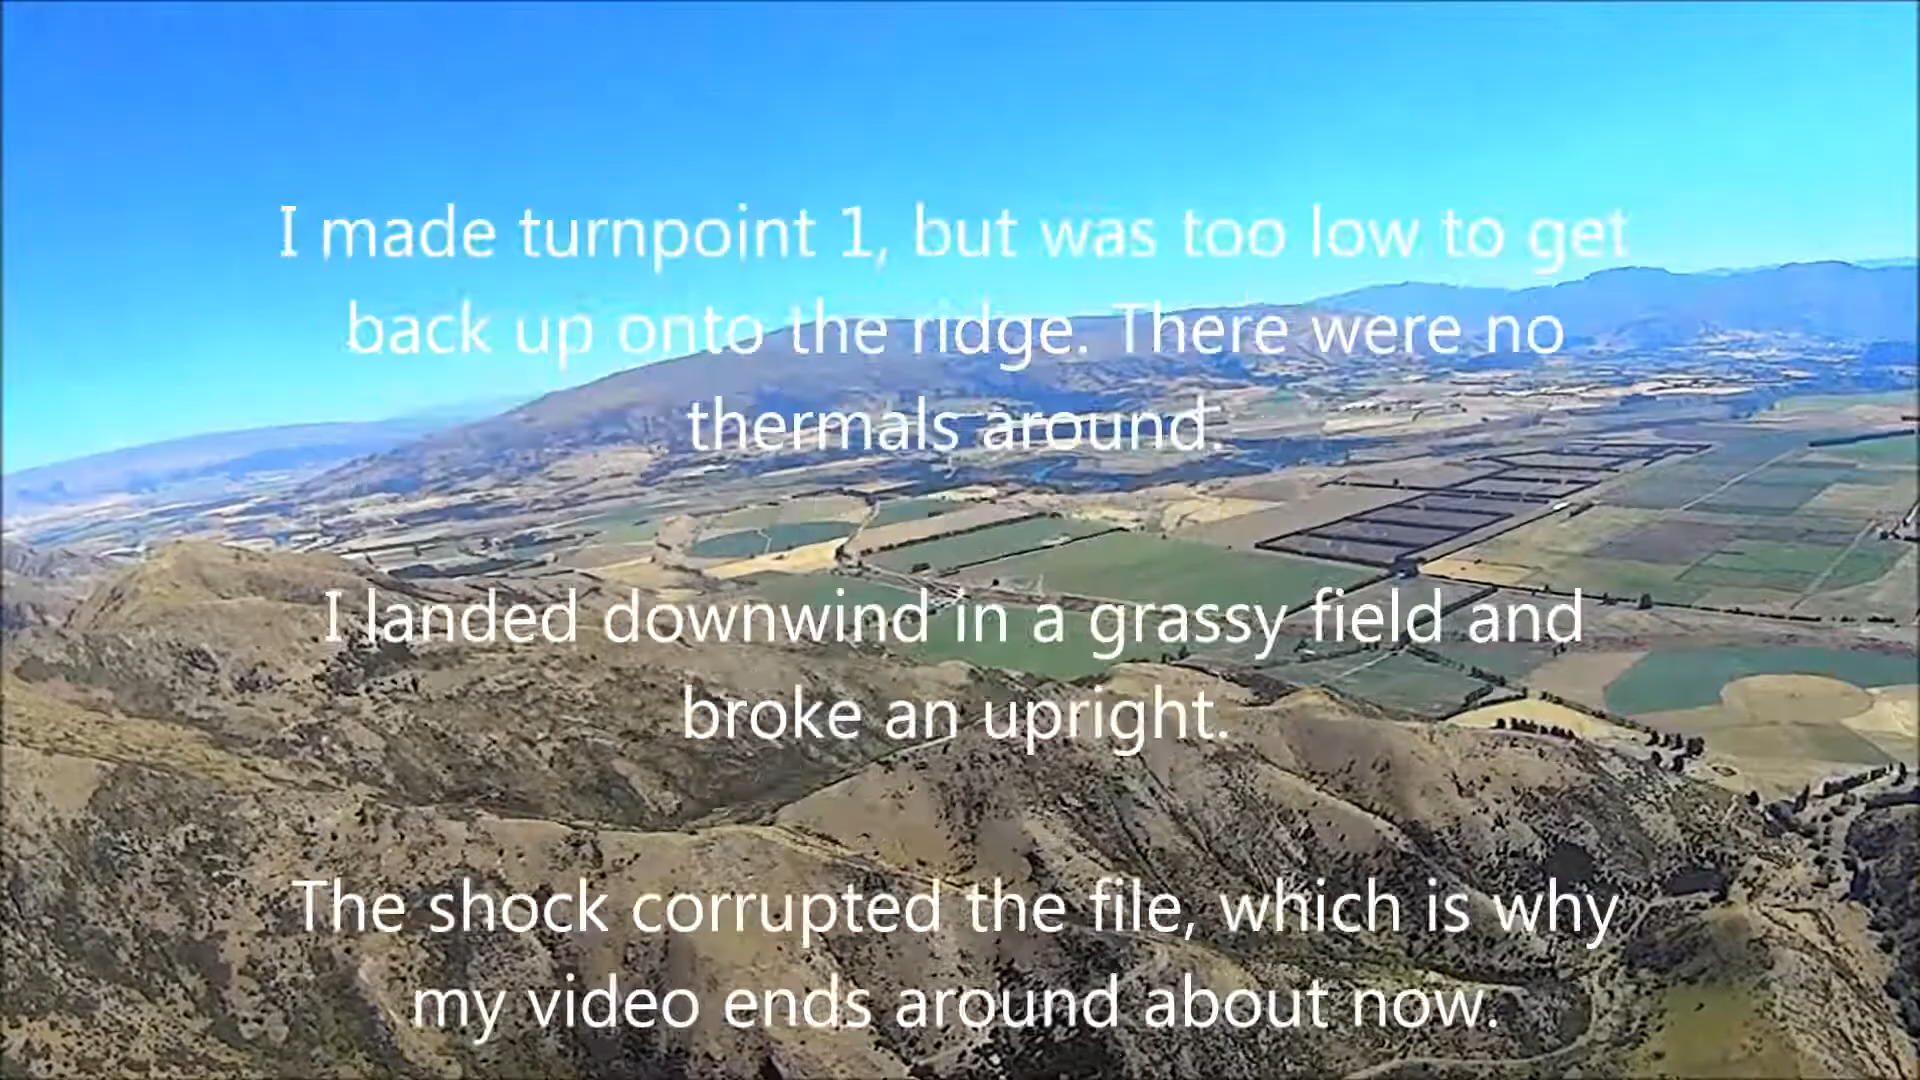 I made turnpoint 1, but was too low to get
back up onto the ridge. There were no
thermals around.
I landed downwind in a grassy field and
broke an upright.
The shock corrupted the file, which is why
my video ends around about now.